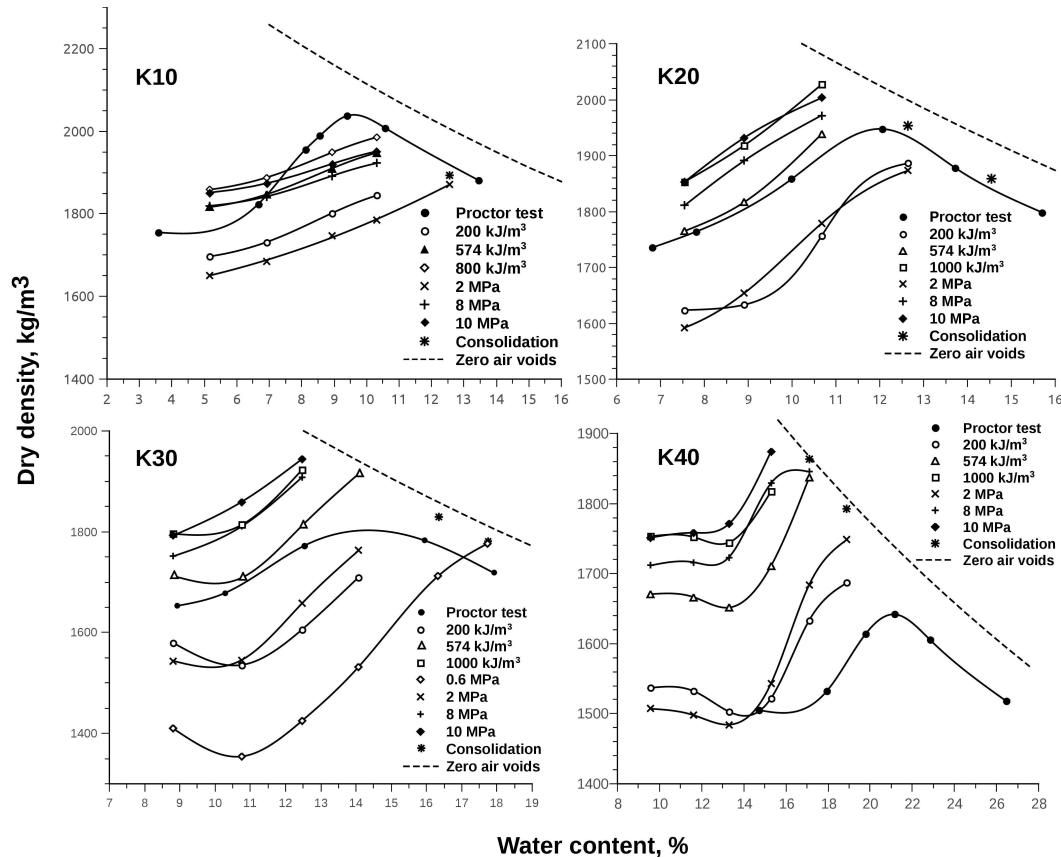 K10
2200
2000
1800
1600
1400
2 3 4 5 6 7 8 9 10 11 12 13 14 15 16
Proctor test
200 kJ/m³
574 kJ/m³
800 kJ/m³
2 MPa
8 MPa
10 MPa
Consolidation
Zero air voids
K20
2100
2000
1900
1800
1700
1600
1500
6 7 8 9 10 11 12 13 14 15 16
Proctor test
200 kJ/m³
574 kJ/m³
1000 kJ/m³
2 MPa
8 MPa
10 MPa
Consolidation
Zero air voids
Dry density, kg/m3
K30
2000
1800
1600
1400
7 8 9 10 11 12 13 14 15 16 17 18 19
Proctor test
200 kJ/m³
574 kJ/m³
1000 kJ/m³
0.6 MPa
2 MPa
8 MPa
10 MPa
Consolidation
Zero air voids
K40
1900
1800
1700
1600
1500
1400
8 10 12 14 16 18 20 22 24 26 28
Proctor test
200 kJ/m³
574 kJ/m³
1000 kJ/m³
2 MPa
8 MPa
10 MPa
Consolidation
Zero air voids
Water content, %